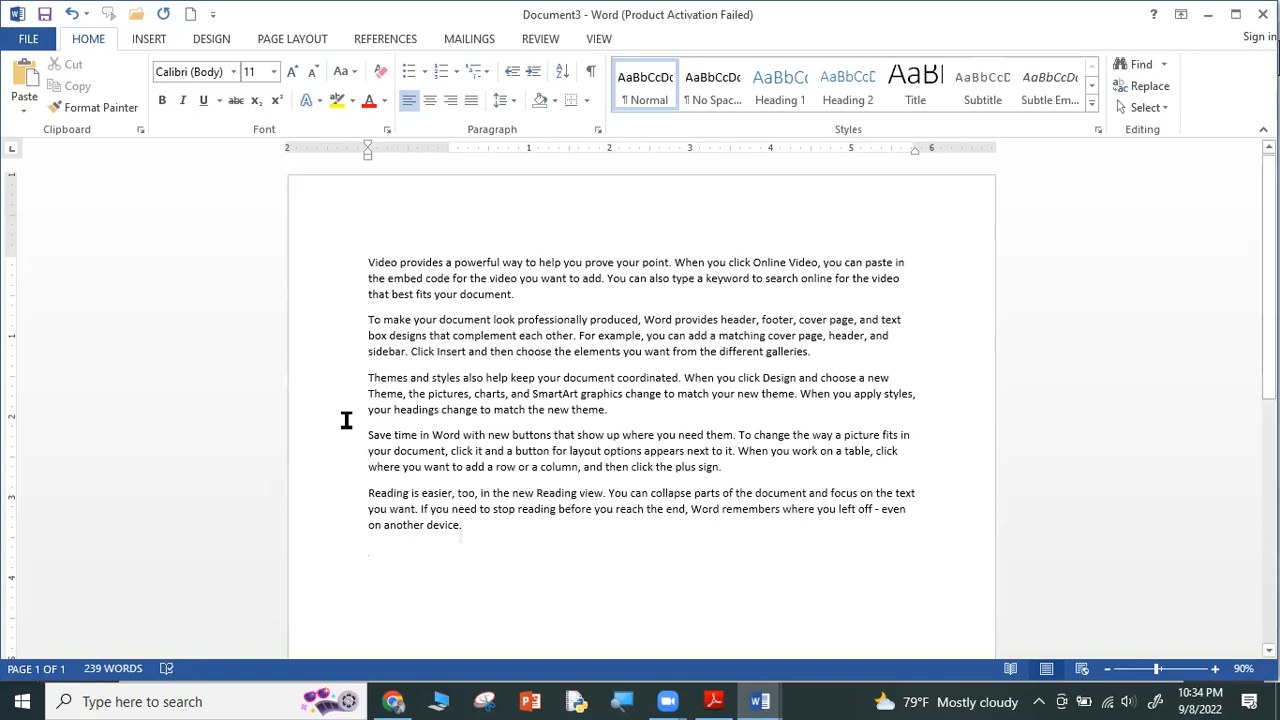 Document3 - Word (Product Activation Failed)
FILE HOME INSERT DESIGN PAGE LAYOUT REFERENCES MAILINGS REVIEW VIEW Sign in
Paste
Cut
Copy
Format Painter
Clipboard
Calibri (Body) 11
Font
Paragraph
AaBbCcDc ¶ Normal
AaBbCcDc ¶ No Spac...
AaBbCc Heading
AaBbCcD Heading 2
AaBb Title
AaBbCcDc Subtitle
AaBbCcDc Subtle Em...
Styles
Find
Replace
Select
Editing
2 1 2 3 4 5 6
Video provides a powerful way to help you prove your point. When you click Online Video, you can paste in
the embed code for the video you want to add. You can also type a keyword to search online for the video
that best fits your document.
To make your document look professionally produced, Word provides header, footer, cover page, and text
box designs that complement each other. For example, you can add a matching cover page, header, and
sidebar. Click Insert and then choose the elements you want from the different galleries.
Themes and styles also help keep your document coordinated. When you click Design and choose a new
Theme, the pictures, charts, and SmartArt graphics change to match your new theme. When you apply styles,
your headings change to match the new theme.
Save time in Word with new buttons that show up where you need them. To change the way a picture fits in
your document, click it and a button for layout options appears next to it. When you work on a table, click
where you want to add a row or a column, and then click the plus sign.
Reading is easier, too, in the new Reading view. You can collapse parts of the document and focus on the text
you want. If you need to stop reading before you reach the end, Word remembers where you left off - even
on another device.
PAGE 1 OF 1 239 WORDS 90%
Type here to search
79°F Mostly cloudy
10:34 PM
9/8/2022